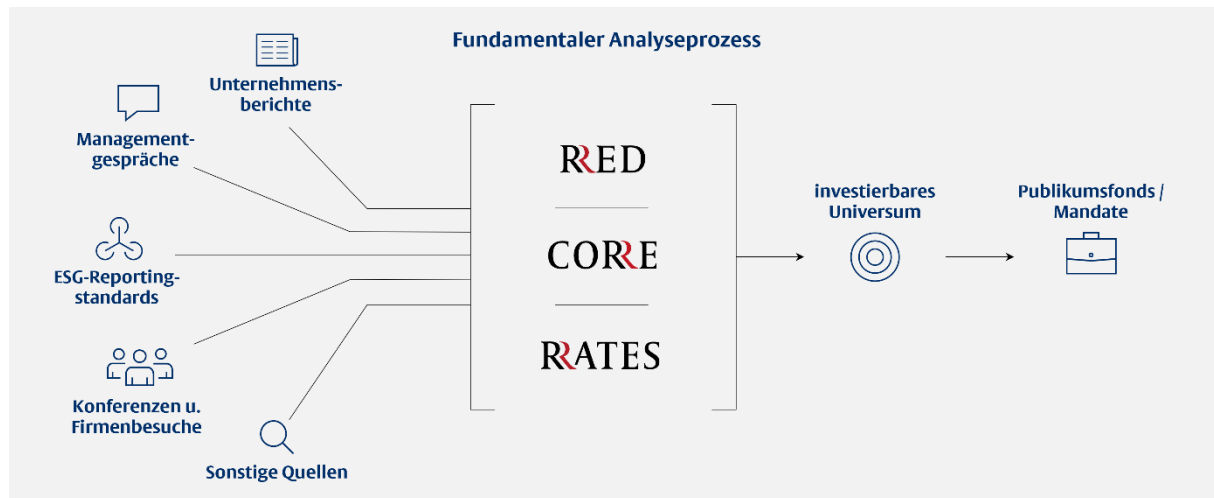 Fundamentaler Analyseprozess
Unternehmens-
berichte
Management-
gespräche
ESG-Reporting-
standards
Konferenzen u.
Firmenbesuche
Sonstige Quellen
RRED
CORRE
RRATES
investierbares
Universum
Publikumsfonds /
Mandate